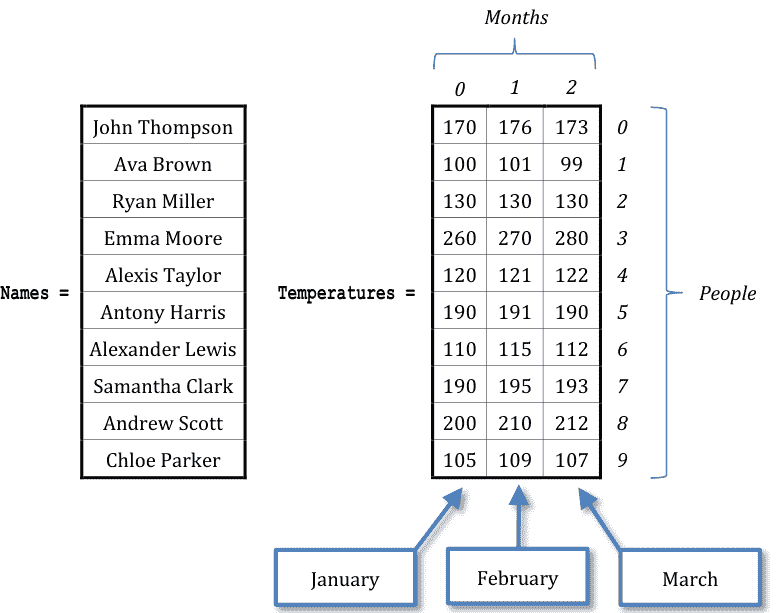 Months
0 1 2
John Thompson 170 176 173 0
Ava Brown 100 101 99 1
Ryan Miller 130 130 130 2
Emma Moore 260 270 280 3
Alexis Taylor 120 121 122 4
Names = Temperatures = People
Antony Harris 190 191 190 5
Alexander Lewis 110 115 112 6
Samantha Clark 190 195 193 7
Andrew Scott 200 210 212 8
Chloe Parker 105 109 107 9
January February March